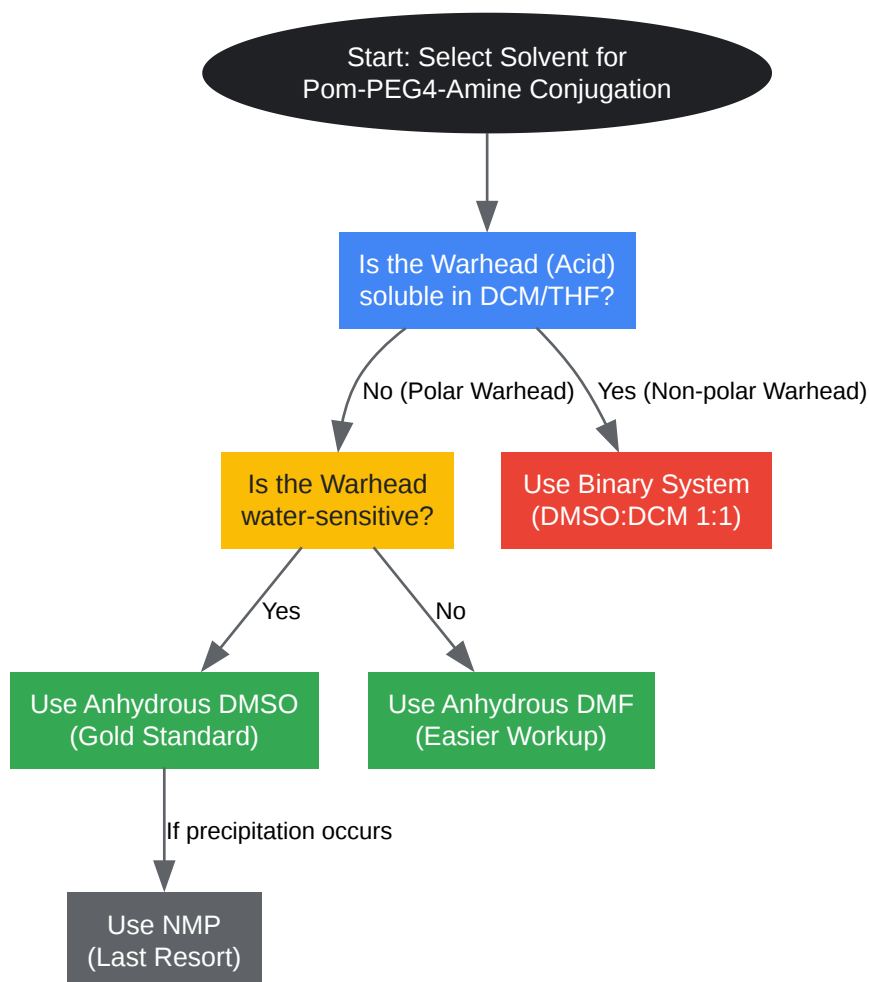 Start: Select Solvent for
Pom-PEG4-Amine Conjugation
Is the Warhead (Acid)
soluble in DCM/THF?
No (Polar Warhead)
Yes (Non-polar Warhead)
Is the Warhead
water-sensitive?
Use Binary System
(DMSO:DCM 1:1)
Yes
No
Use Anhydrous DMSO
(Gold Standard)
Use Anhydrous DMF
(Easier Workup)
If precipitation occurs
Use NMP
(Last Resort)